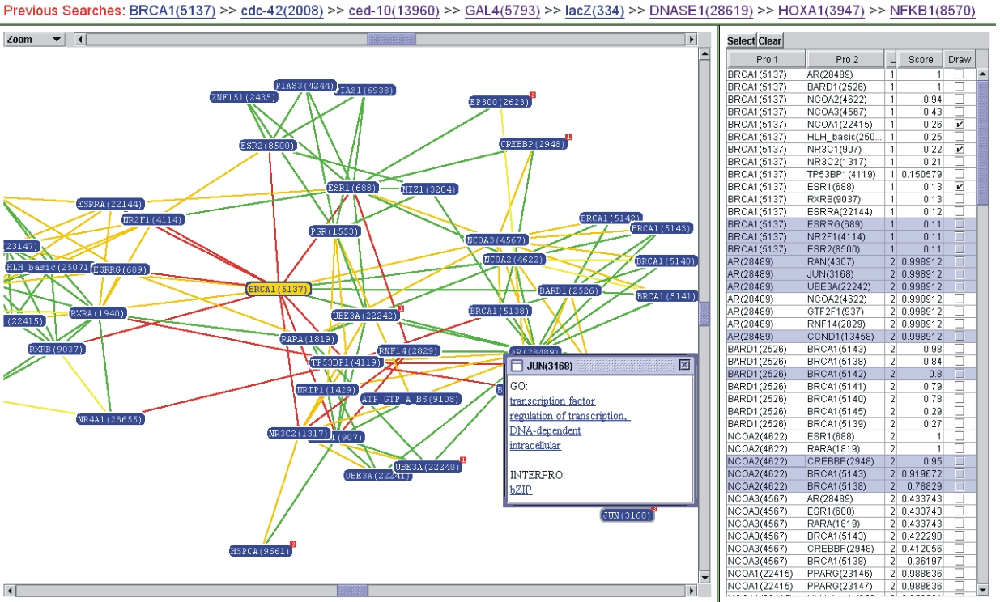 Previous Searches: BRCA1(5137) >> cdc-42(2008) >> ced-10(13960) >> GAL4(5793) >> lacZ(334) >> DNASE1(28619) >> HOXA1(3947) >> NFKB1(8570)
Zoom
PIAS3(4244)
IAS1(6938)
ZNF151(2435)
EP300(2623)
2
ESR2(8500)
CREBBP(2948)
1
ESR1(688)
MIZ1(3284)
ESRRA(22144)
NR2F1(4114)
BRCA1(5142)
BRCA1(5143)
PGR(1553)
NCOA3(4567)
23147)
NCOA2(4622)
BRCA1(5140)
HLH_basic(25071
ESRRG(689)
BRCA1(5137)
BARD1(2526)
BRCA1(5141)
RXRA(1940)
UBE3A(22242)
1
BRCA1(5138)
(22415)
RARA(1819)
RXRB(9037)
RNF14(2829)
AR(28489)
TP53BP1(4119)
NRIP1(1429)
ATP_GTP_A_BS(9108)
NR4A1(28655)
NR3C2(1317)
1(907)
UBE3A(22240)
1
UBE3A(22241)
JUN(3168)
HSPCA(9661)
JUN(3168)
GO:
transcription factor
regulation of transcription,
DNA-dependent
intracellular
INTERPRO:
bZIP
Select Clear
Pro 1 Pro 2 L Score Draw
BRCA1(5137) AR(28489) 1 1
BRCA1(5137) BARD1(2526) 1 1
BRCA1(5137) NCOA2(4622) 1 0.94
BRCA1(5137) NCOA3(4567) 1 0.43
BRCA1(5137) NCOA1(22415) 1 0.26
BRCA1(5137) HLH_basic(250... 1 0.25
BRCA1(5137) NR3C1(907) 1 0.22
BRCA1(5137) NR3C2(1317) 1 0.21
BRCA1(5137) TP53BP1(4119) 1 0.150579
BRCA1(5137) ESR1(688) 1 0.13
BRCA1(5137) RXRB(9037) 1 0.13
BRCA1(5137) ESRRA(22144) 1 0.12
BRCA1(5137) ESRRG(689) 1 0.11
BRCA1(5137) NR2F1(4114) 1 0.11
BRCA1(5137) ESR2(8500) 1 0.11
AR(28489) RAN(4307) 2 0.998912
AR(28489) JUN(3168) 2 0.998912
AR(28489) UBE3A(22242) 2 0.998912
AR(28489) NCOA2(4622) 2 0.998912
AR(28489) GTF2F1(937) 2 0.998912
AR(28489) RNF14(2829) 2 0.998912
AR(28489) CCND1(13458) 2 0.998912
BARD1(2526) BRCA1(5143) 2 0.98
BARD1(2526) BRCA1(5138) 2 0.84
BARD1(2526) BRCA1(5142) 2 0.8
BARD1(2526) BRCA1(5141) 2 0.79
BARD1(2526) BRCA1(5140) 2 0.78
BARD1(2526) BRCA1(5145) 2 0.29
BARD1(2526) BRCA1(5139) 2 0.27
NCOA2(4622) ESR1(688) 2 1
NCOA2(4622) RARA(1819) 2 1
NCOA2(4622) CREBBP(2948) 2 0.95
NCOA2(4622) BRCA1(5143) 2 0.919672
NCOA2(4622) BRCA1(5138) 2 0.78829
NCOA3(4567) AR(28489) 2 0.433743
NCOA3(4567) ESR1(688) 2 0.433743
NCOA3(4567) RARA(1819) 2 0.433743
NCOA3(4567) BRCA1(5143) 2 0.422298
NCOA3(4567) CREBBP(2948) 2 0.412056
NCOA3(4567) BRCA1(5138) 2 0.36197
NCOA1(22415) PPARG(23146) 2 0.988636
NCOA1(22415) PPARG(23147) 2 0.988636